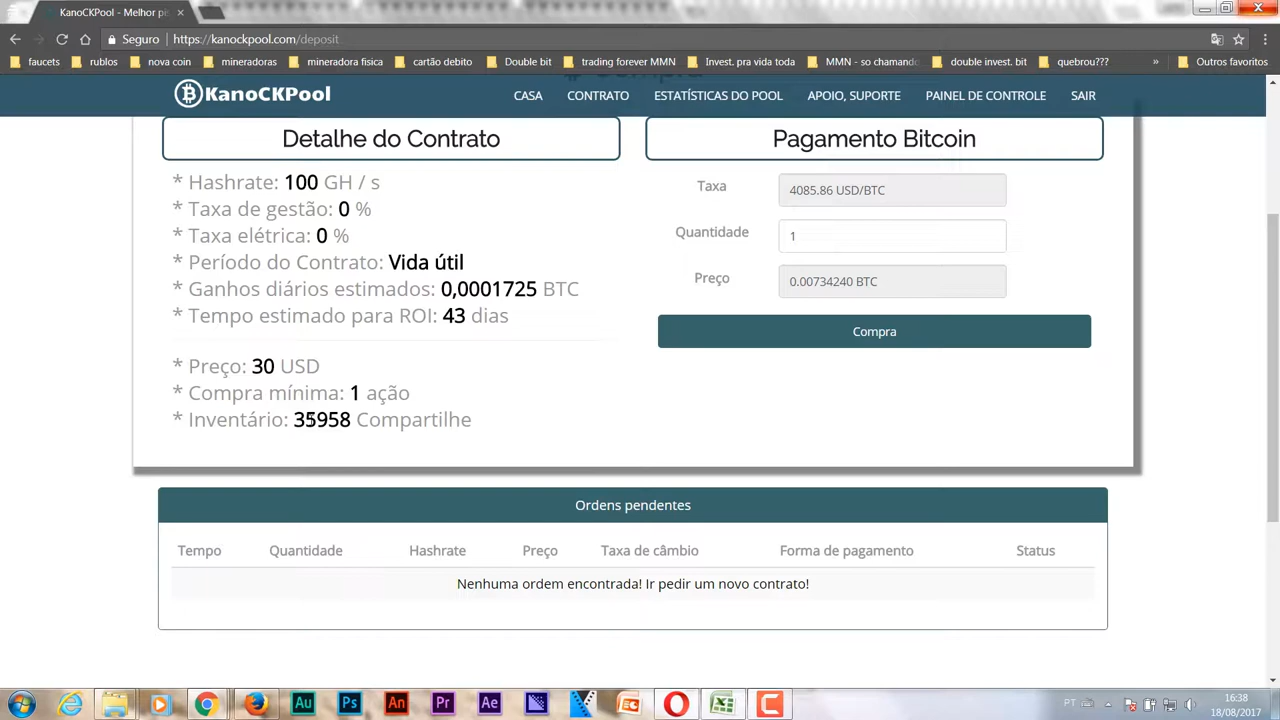 KanoCKPool - Melhor pis
Seguro https://kanockpool.com/deposit
faucets rublos nova coin mineradoras mineradora fisica cartão debito Double bit trading forever MMN Invest. pra vida toda MMN - so chamando double invest. bit quebrou??? » Outros favoritos
KanoCKPool CASA CONTRATO ESTATÍSTICAS DO POOL APOIO, SUPORTE PAINEL DE CONTROLE SAIR
Detalhe do Contrato
* Hashrate: 100 GH / s
* Taxa de gestão: 0 %
* Taxa elétrica: 0 %
* Período do Contrato: Vida útil
* Ganhos diários estimados: 0,0001725 BTC
* Tempo estimado para ROI: 43 dias
* Preço: 30 USD
* Compra mínima: 1 ação
* Inventário: 35958 Compartilhe
Pagamento Bitcoin
Taxa 4085.86 USD/BTC
Quantidade 1
Preço 0.00734240 BTC
Compra
Ordens pendentes
Tempo Quantidade Hashrate Preço Taxa de câmbio Forma de pagamento Status
Nenhuma ordem encontrada! Ir pedir um novo contrato!
Au Ps An Pr Ae
PT 16:38
18/08/2017